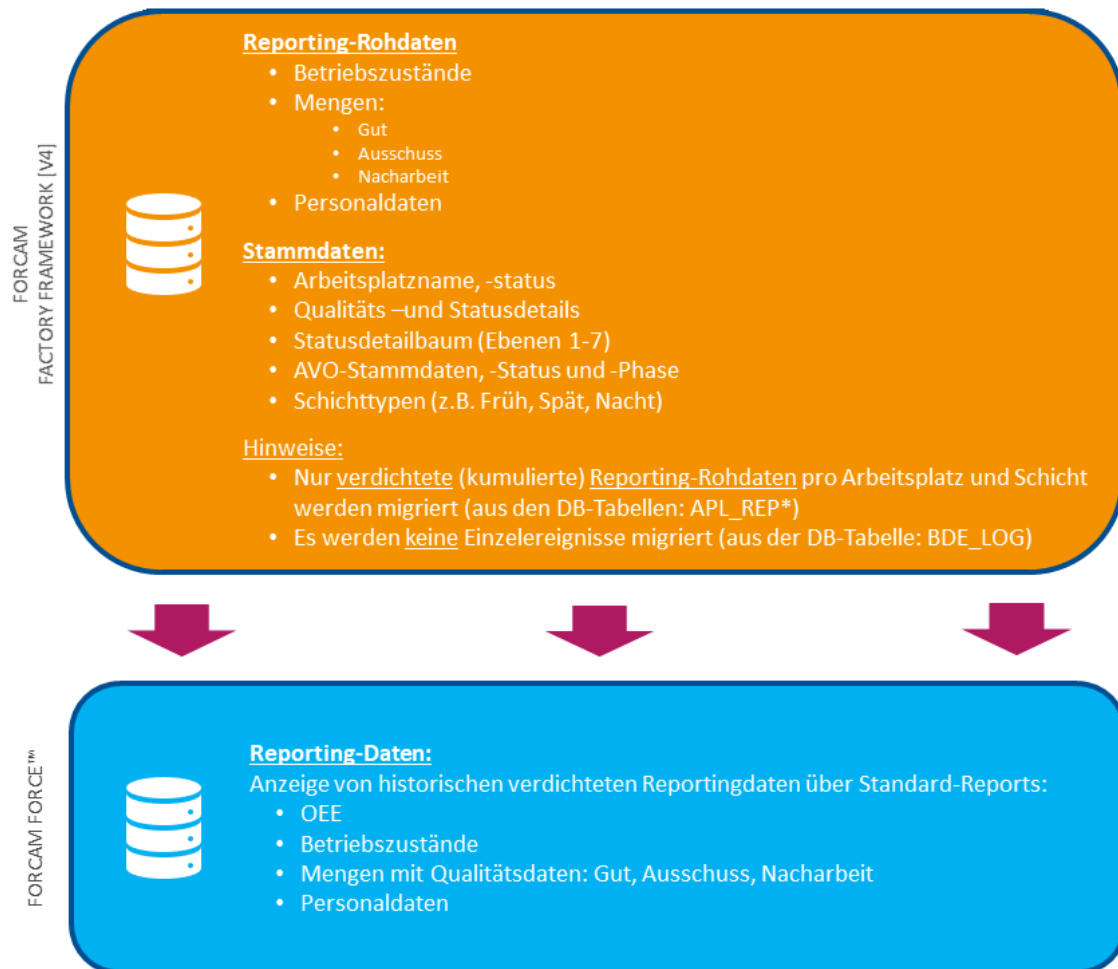 FORCAM
FACTORY FRAMEWORK [V4]
Reporting-Rohdaten
• Betriebszustände
• Mengen:
• Gut
• Ausschuss
• Nacharbeit
• Personaldaten
Stammdaten:
• Arbeitsplatzname, -status
• Qualitäts –und Statusdetails
• Statusdetailbaum (Ebenen 1-7)
• AVO-Stammdaten, -Status und -Phase
• Schichttypen (z.B. Früh, Spät, Nacht)
Hinweise:
• Nur verdichtete (kumulierte) Reporting-Rohdaten pro Arbeitsplatz und Schicht
werden migriert (aus den DB-Tabellen: APL_REP*)
• Es werden keine Einzelereignisse migriert (aus der DB-Tabelle: BDE_LOG)
FORCAM FORCE™
Reporting-Daten:
Anzeige von historischen verdichteten Reportingdaten über Standard-Reports:
• OEE
• Betriebszustände
• Mengen mit Qualitätsdaten: Gut, Ausschuss, Nacharbeit
• Personaldaten